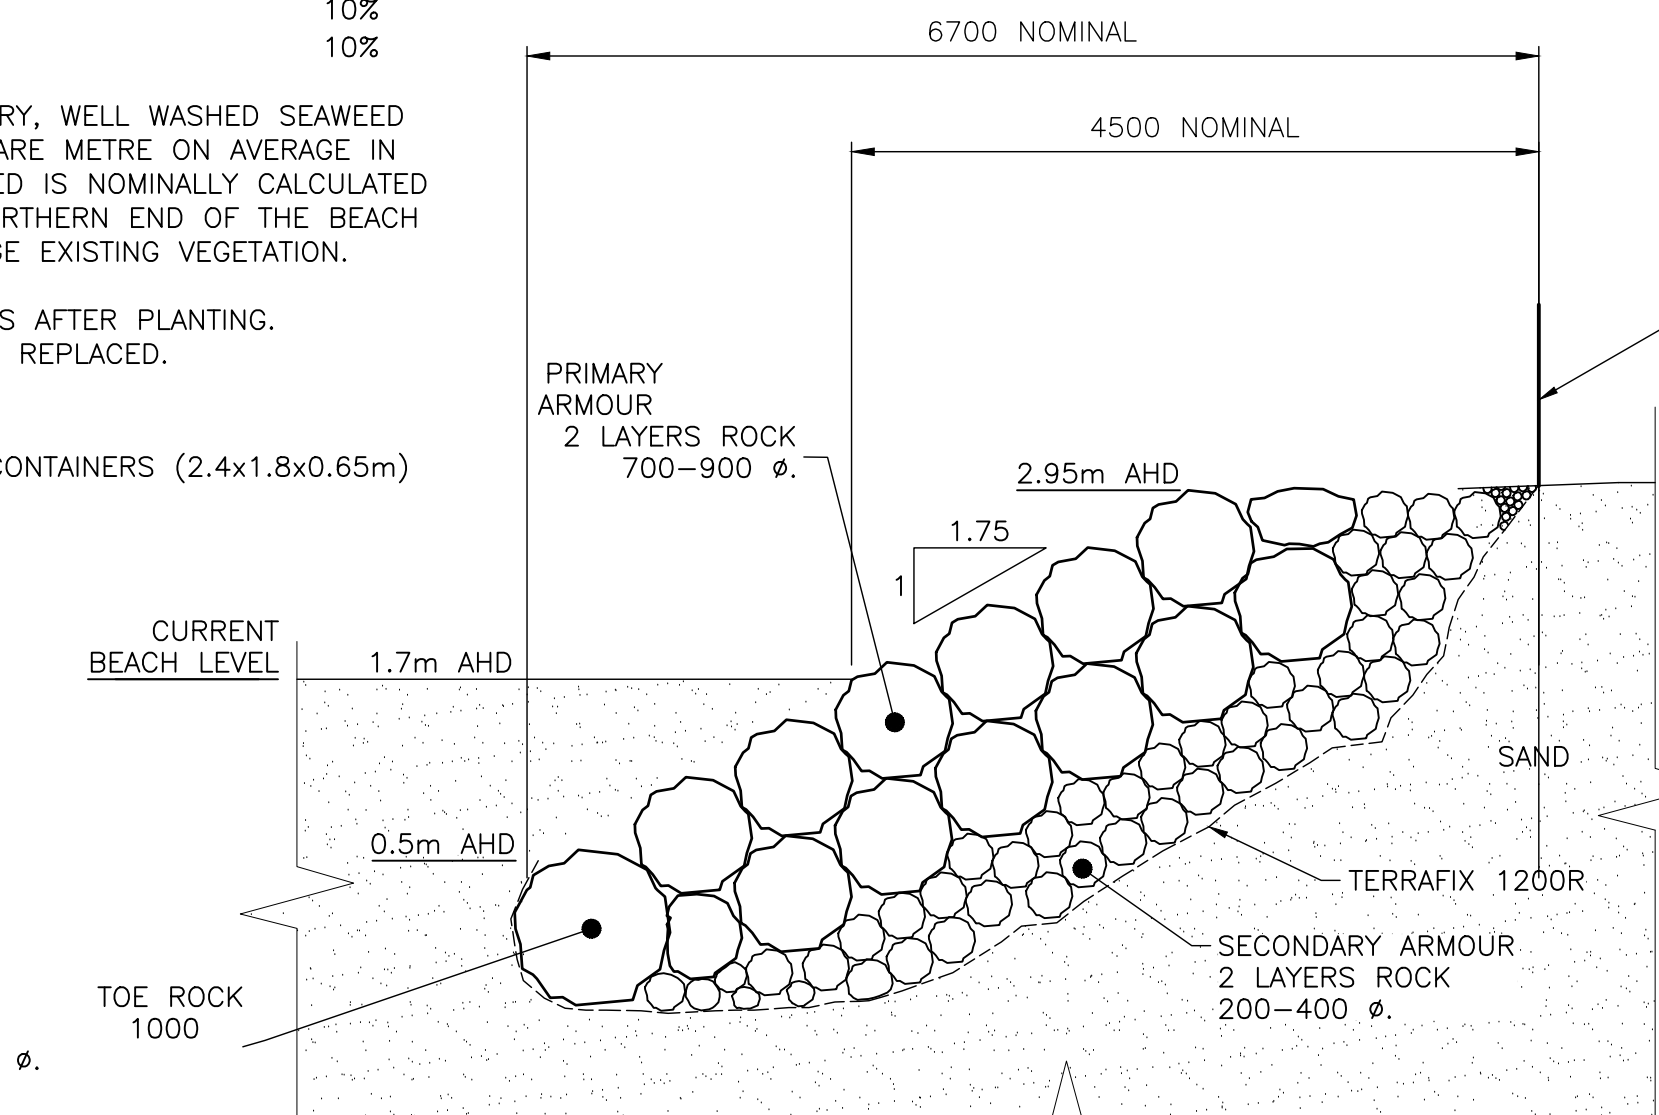 10%
10%
RY, WELL WASHED SEAWEED
ARE METRE ON AVERAGE IN
ED IS NOMINALLY CALCULATED
RTHERN END OF THE BEACH
GE EXISTING VEGETATION.
S AFTER PLANTING.
REPLACED.
CONTAINERS (2.4x1.8x0.65m)
6700 NOMINAL
4500 NOMINAL
PRIMARY
ARMOUR
2 LAYERS ROCK
700-900 ø.
2.95m AHD
1.75
1
CURRENT
BEACH LEVEL
1.7m AHD
0.5m AHD
SAND
TERRAFIX 1200R
SECONDARY ARMOUR
2 LAYERS ROCK
200-400 ø.
TOE ROCK
1000
ø.